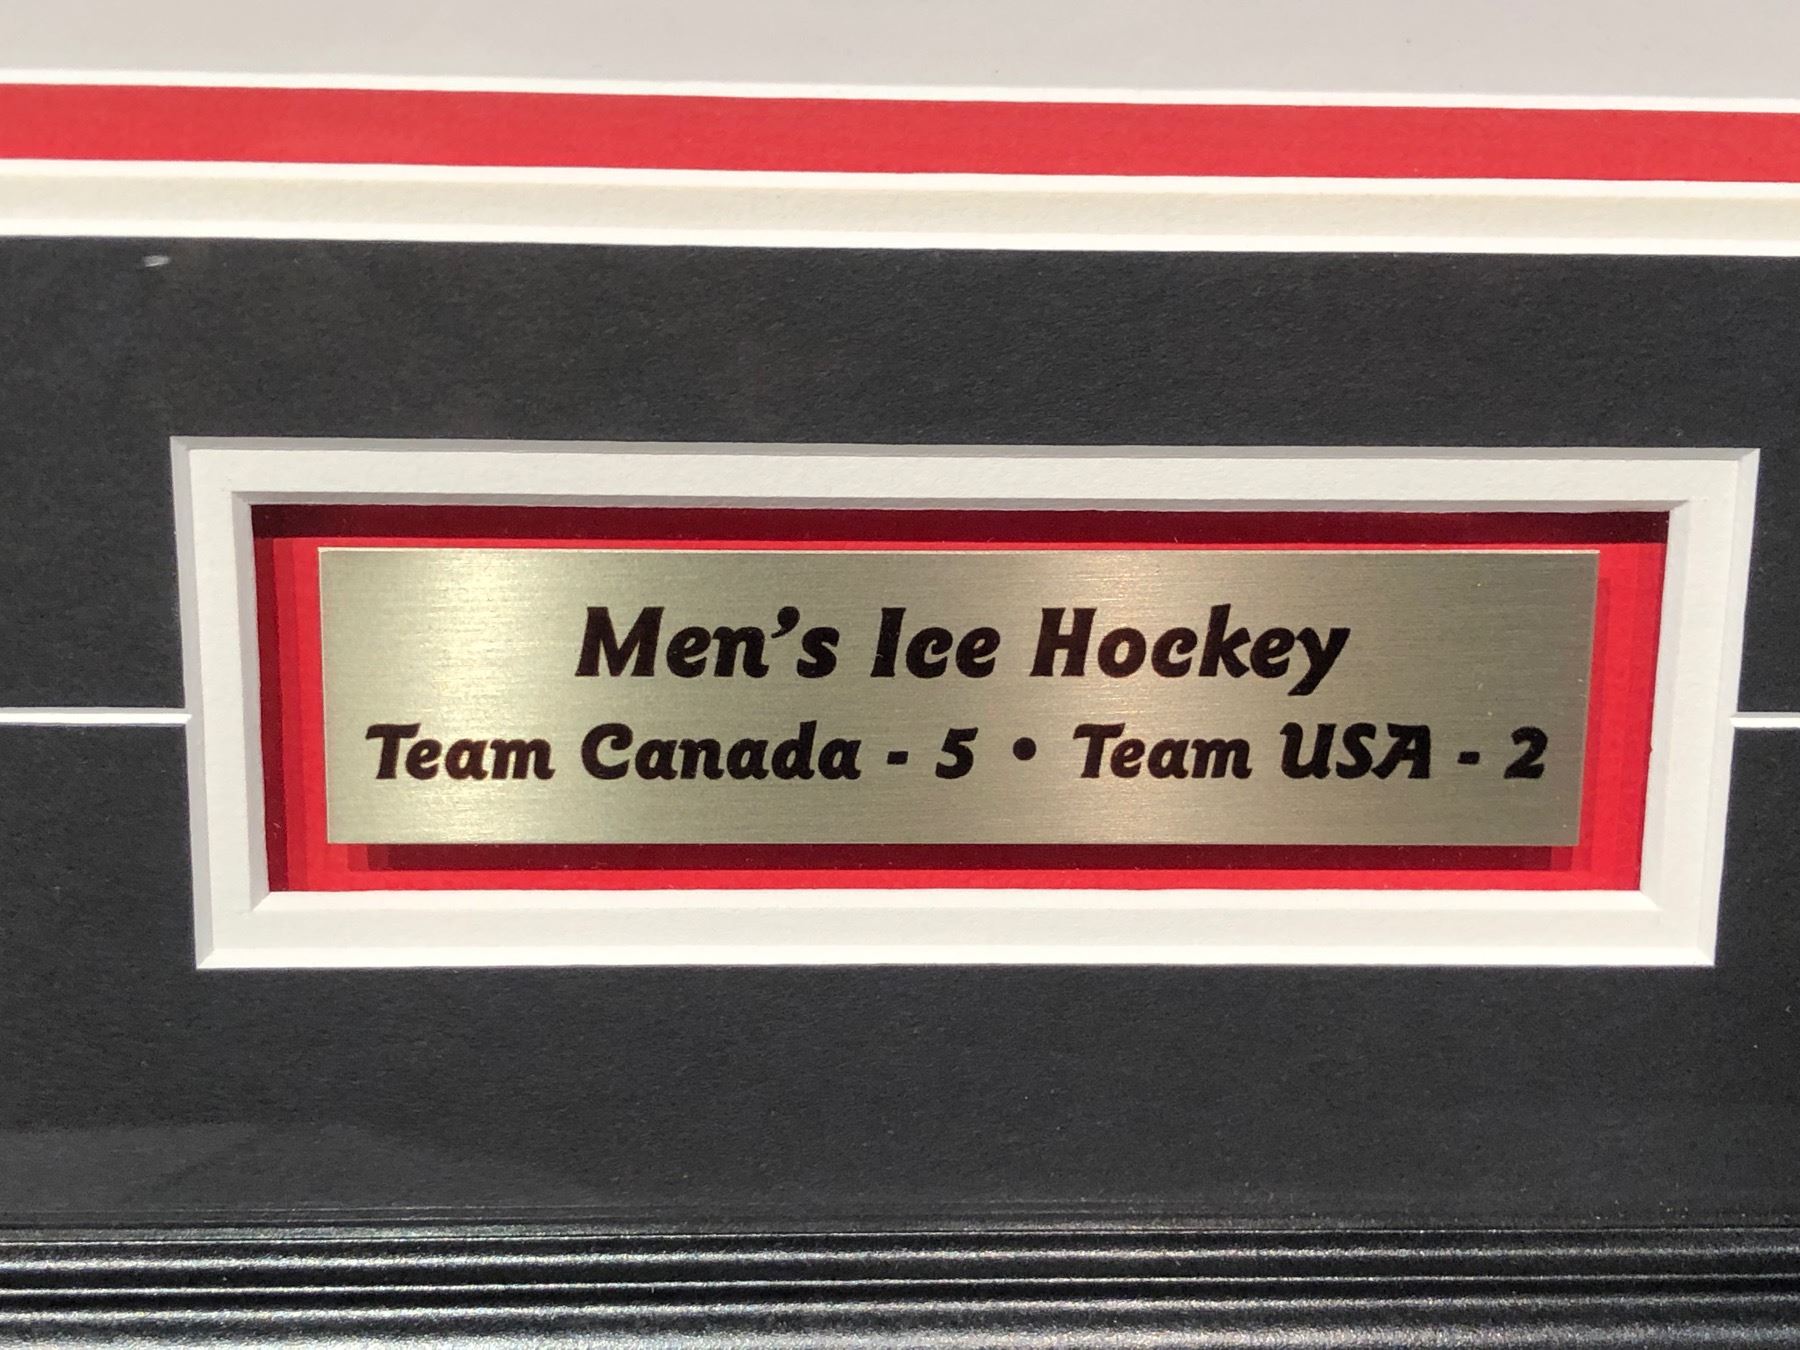 Men's Ice Hockey
Team Canada - 5 • Team USA - 2